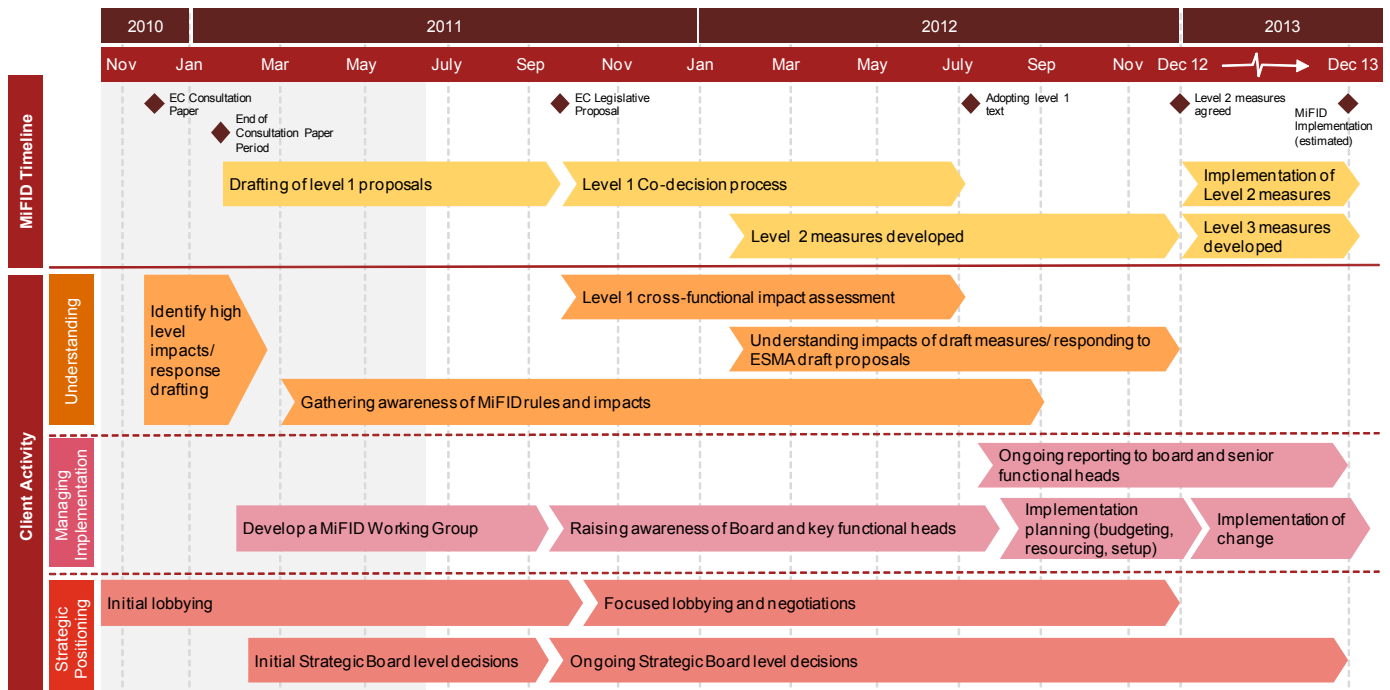 2010
2011
2012
2013
Nov
Jan
Mar
May
July
Sep
Nov
Jan
Mar
May
July
Sep
Nov
Dec 12
Dec 13
MiFID Timeline
EC Consultation
Paper
End of
Consultation Paper
Period
EC Legislative
Proposal
Adopting level 1
text
Level 2 measures
agreed
MiFID
Implementation
(estimated)
Drafting of level 1 proposals
Level 1 Co-decision process
Implementation of
Level 2 measures
Level 2 measures developed
Level 3 measures
developed
Client Activity
Understanding
Identify high
level
impacts/
response
drafting
Level 1 cross-functional impact assessment
Understanding impacts of draft measures/ responding to
ESMA draft proposals
Gathering awareness of MiFID rules and impacts
Managing
Implementation
Ongoing reporting to board and senior
functional heads
Develop a MiFID Working Group
Raising awareness of Board and key functional heads
Implementation
planning (budgeting,
resourcing, setup)
Implementation of
change
Strategic
Positioning
Initial lobbying
Focused lobbying and negotiations
Initial Strategic Board level decisions
Ongoing Strategic Board level decisions